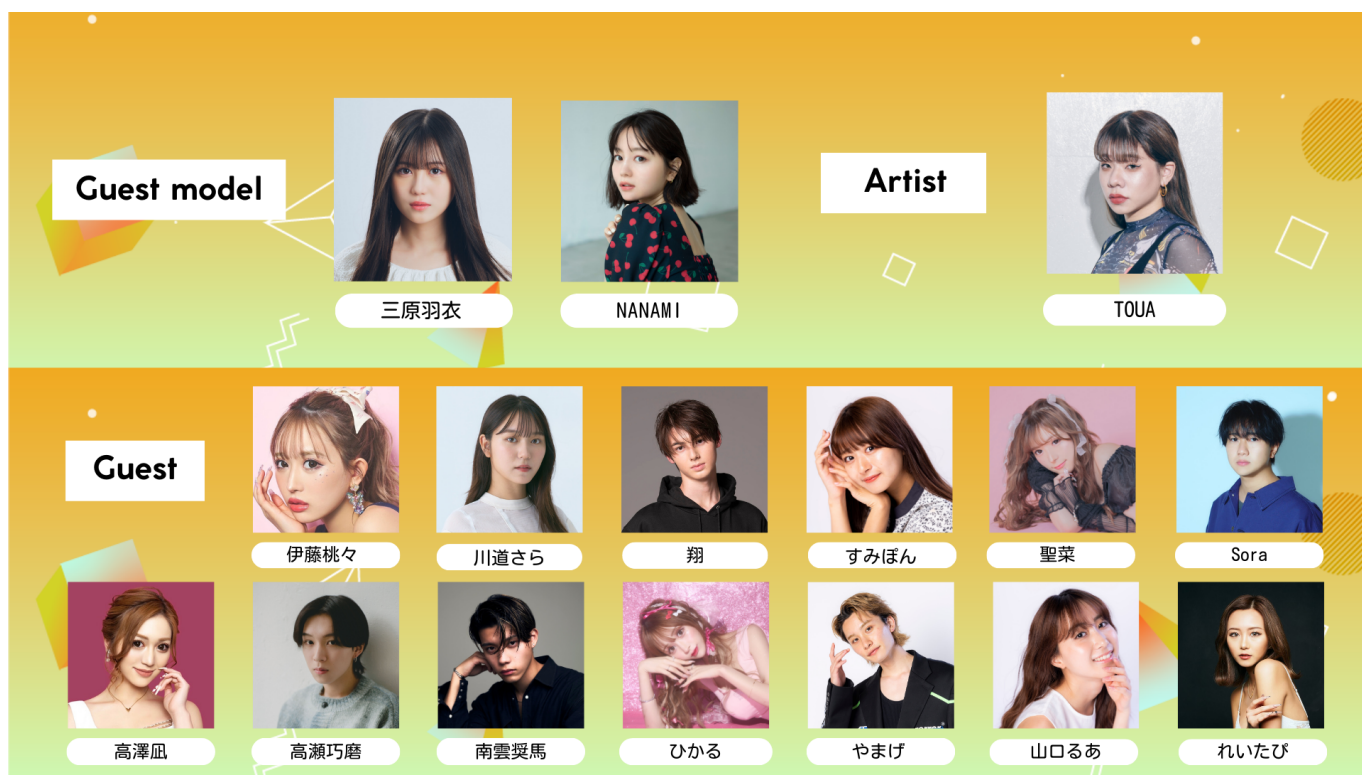 Guest model
三原羽衣
NANAMI
Artist
TOUA
Guest
伊藤桃々
川道さら
翔
すみぽん
聖菜
Sora
高澤凪
高瀬巧磨
南雲奨馬
ひかる
やまげ
山口るあ
れいたぴ